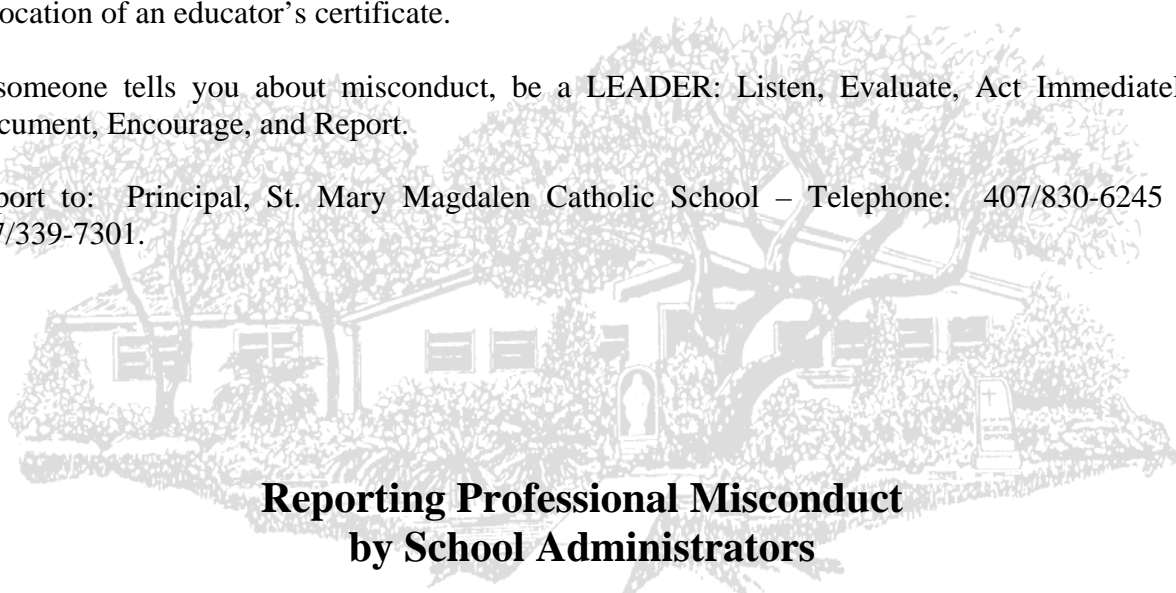 ocation of an educator’s certificate.
someone tells you about misconduct, be a LEADER: Listen, Evaluate, Act Immediatel
cument, Encourage, and Report.
port to: Principal, St. Mary Magdalen Catholic School – Telephone: 407/830-6245
7/339-7301.
Reporting Professional Misconduct
by School Administrators